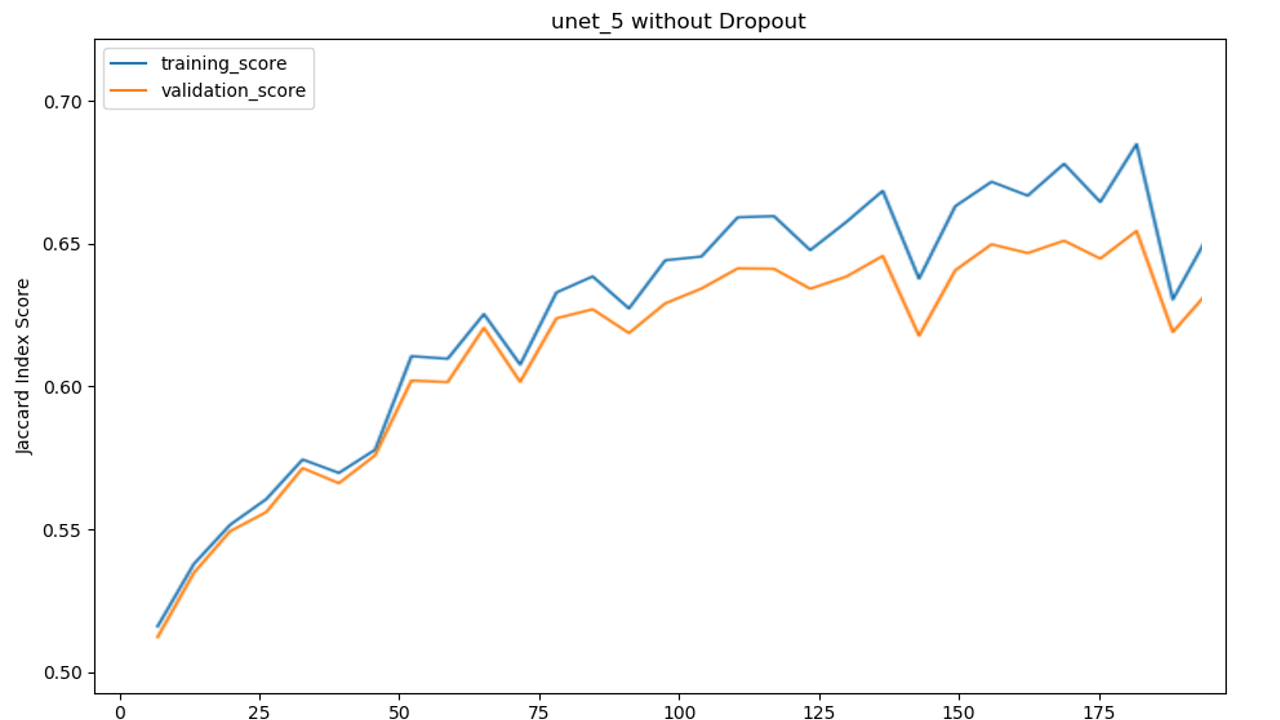 unet_5 without Dropout
training_score
validation_score
Jaccard Index Score
0.70
0.65
0.60
0.55
0.50
0 25 50 75 100 125 150 175